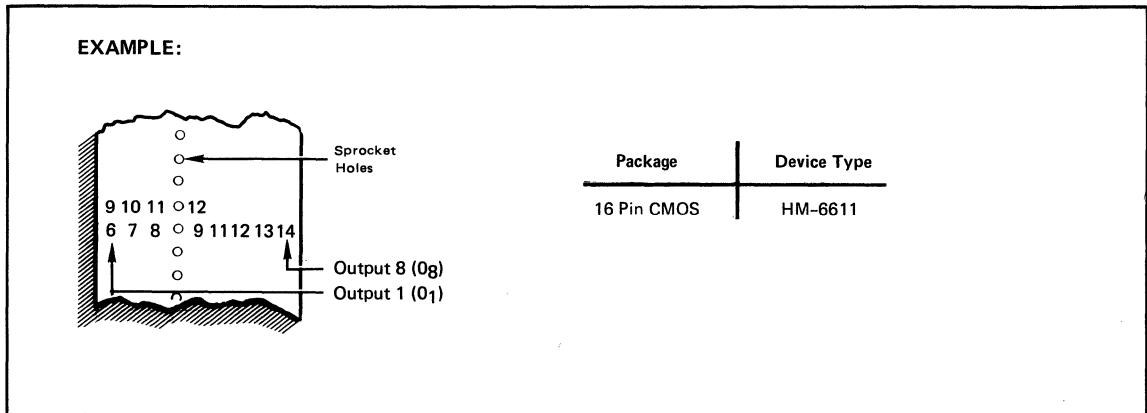 EXAMPLE:
Sprocket
Holes
9 10 11 12
6 7 8 9 11 12 13 14
Output 8 (08)
Output 1 (01)
Package Device Type
16 Pin CMOS HM-6611